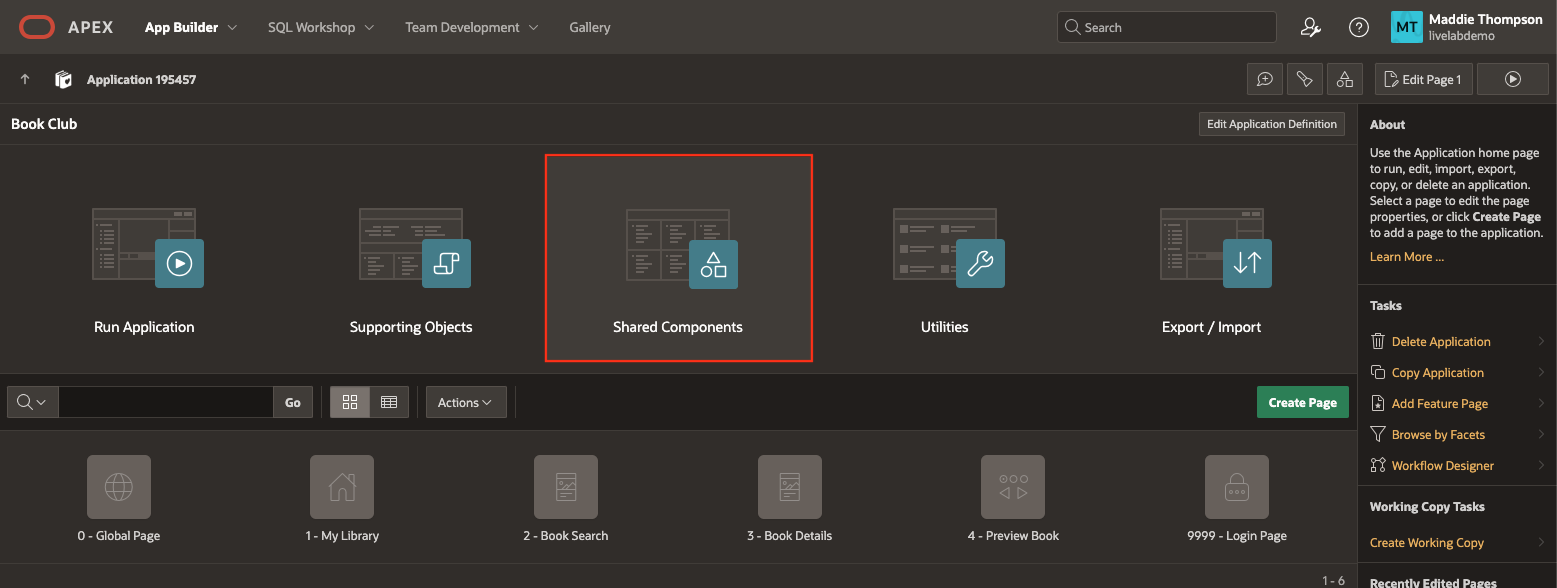 APEX
App Builder
SQL Workshop
Team Development
Gallery
Search
MT
Maddie Thompson
livelabdemo
Application 195457
Edit Page 1
Book Club
Edit Application Definition
Run Application
Supporting Objects
Shared Components
Utilities
Export / Import
Go
Actions
Create Page
0 - Global Page
1 - My Library
2 - Book Search
3 - Book Details
4 - Preview Book
9999 - Login Page
1 - 6
About
Use the Application home page
to run, edit, import, export,
copy, or delete an application.
Select a page to edit the page
properties, or click Create Page
to add a page to the application.
Learn More ...
Tasks
Delete Application
Copy Application
Add Feature Page
Browse by Facets
Workflow Designer
Working Copy Tasks
Create Working Copy
Recently Edited Pages